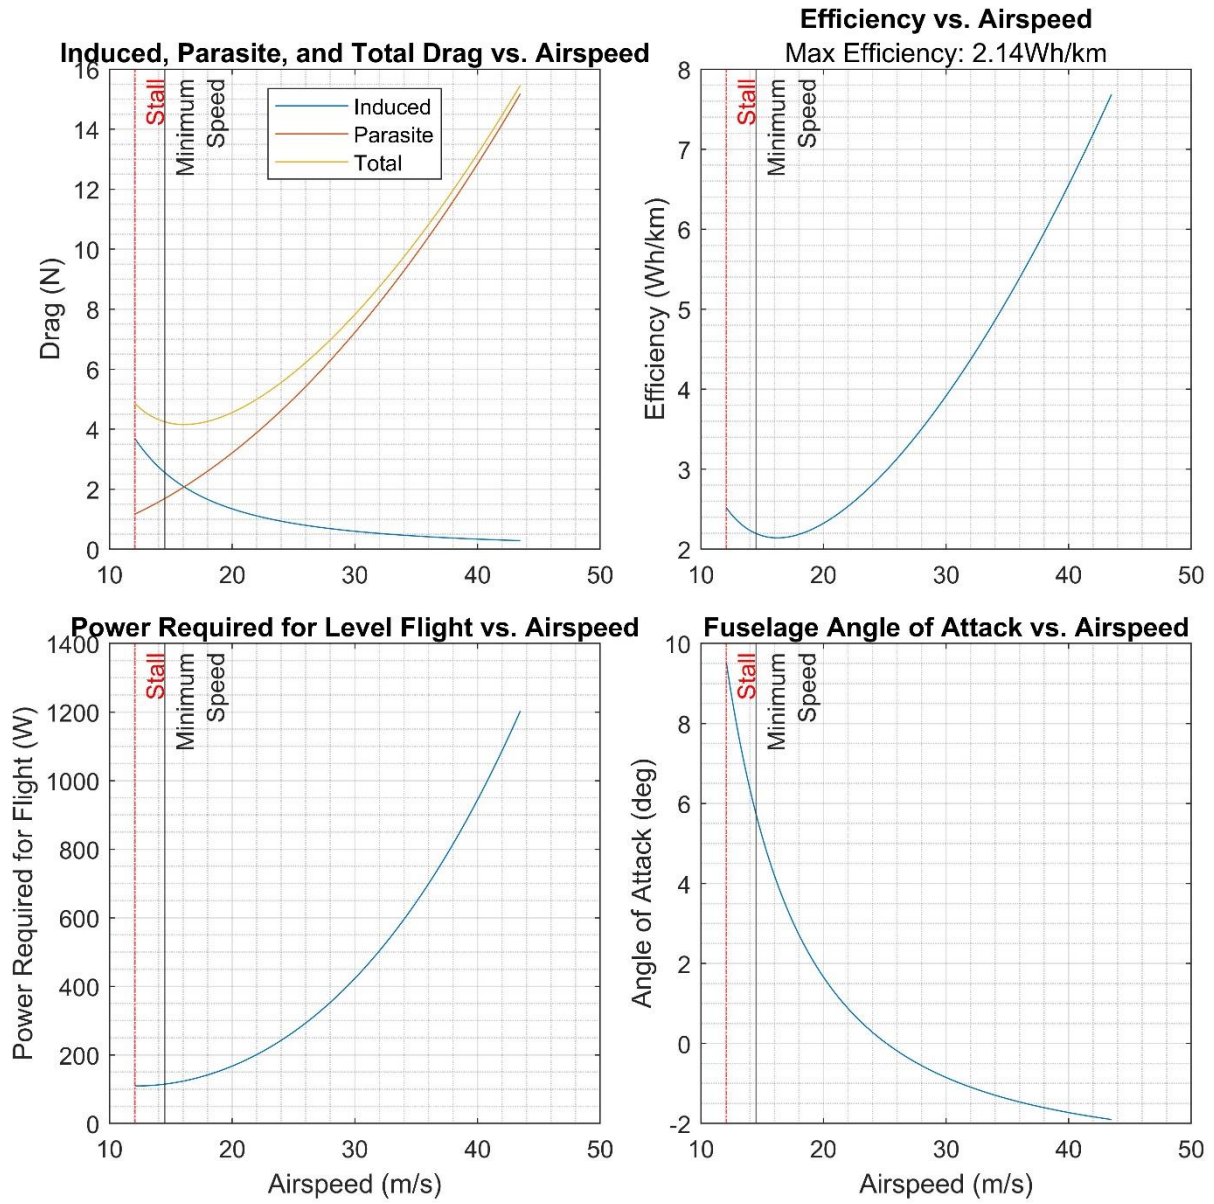 Induced, Parasite, and Total Drag vs. Airspeed
16
14
12
10
8
6
4
2
0
Drag (N)
Stall
Minimum
Speed
Induced
Parasite
Total
10
20
30
40
50
Efficiency vs. Airspeed
Max Efficiency: 2.14Wh/km
8
7
6
5
4
3
2
Efficiency (Wh/km)
Stall
Minimum
Speed
10
20
30
40
50
Power Required for Level Flight vs. Airspeed
1400
1200
1000
800
600
400
200
0
Power Required for Flight (W)
Stall
Minimum
Speed
10
20
30
40
50
Airspeed (m/s)
Fuselage Angle of Attack vs. Airspeed
10
8
6
4
2
0
-2
Angle of Attack (deg)
Stall
Minimum
Speed
10
20
30
40
50
Airspeed (m/s)